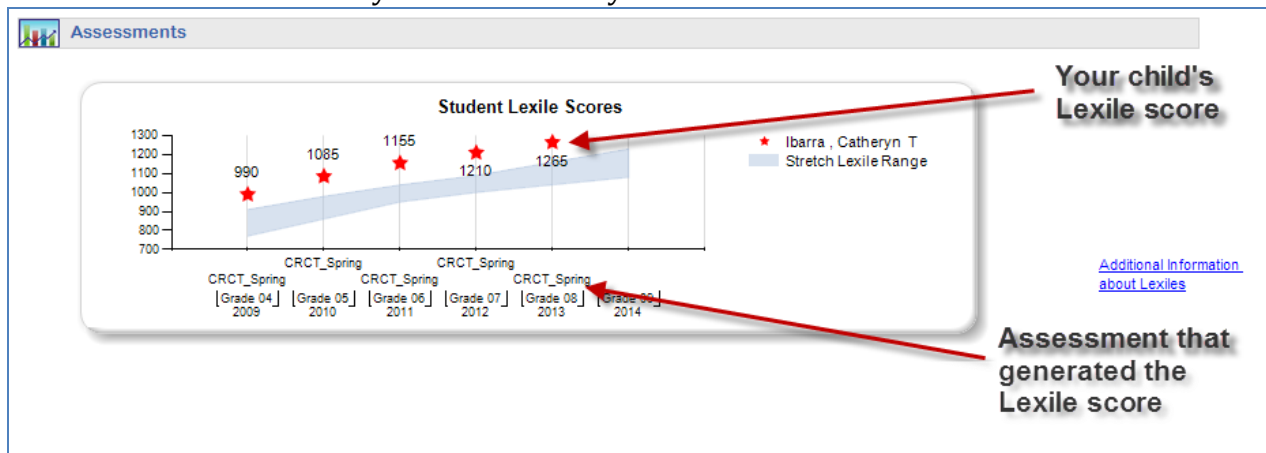 Assessments
Your child's
Lexile score
Student Lexile Scores
1300
1200
1100
1000
900
800
700
990
1085
1155
1210
1265
Ibarra , Catheryn T
Stretch Lexile Range
CRCT_Spring CRCT_Spring
CRCT_Spring CRCT_Spring CRCT_Spring
Grade 04 Grade 05 Grade 06 Grade 07 Grade 08
2009 2010 2011 2012 2013 2014
Additional Information
about Lexiles
Assessment that
generated the
Lexile score